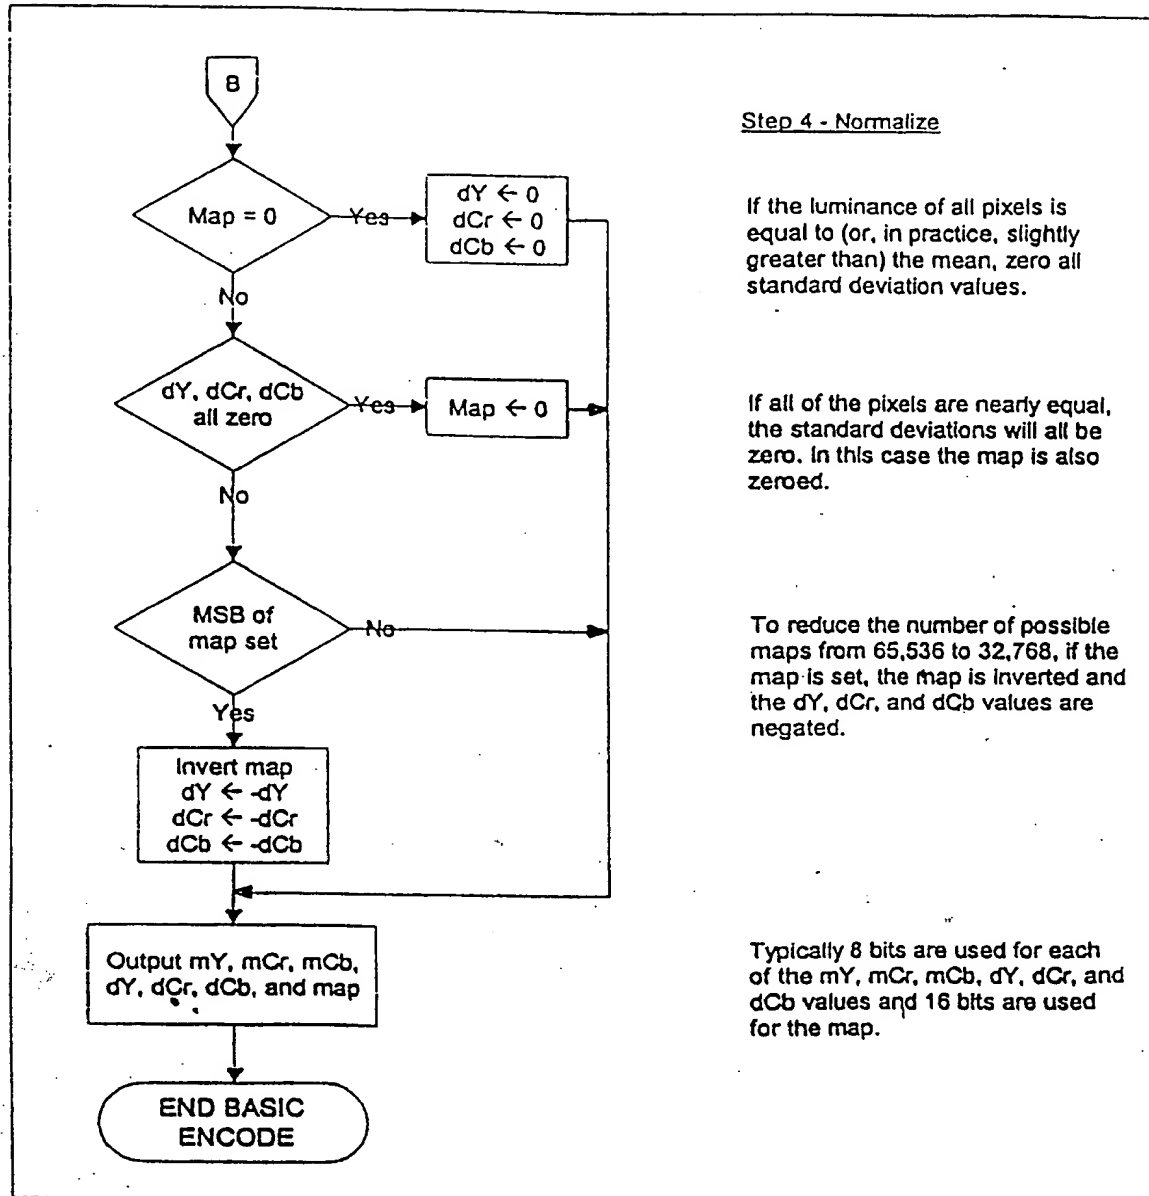 8
Step 4 - Normalize
Map = 0
Yes
dY ← 0
dCr ← 0
dCb ← 0
If the luminance of all pixels is
equal to (or, in practice, slightly
greater than) the mean, zero all
standard deviation values.
No
dY, dCr, dCb
all zero
Yes
Map ← 0
If all of the pixels are nearly equal,
the standard deviations will all be
zero. In this case the map is also
zeroed.
No
MSB of
map set
No
To reduce the number of possible
maps from 65,536 to 32,768, if the
map is set, the map is inverted and
the dY, dCr, and dCb values are
negated.
Yes
Invert map
dY ← -dY
dCr ← -dCr
dCb ← -dCb
Output mY, mCr, mCb,
dY, dCr, dCb, and map
Typically 8 bits are used for each
of the mY, mCr, mCb, dY, dCr, and
dCb values and 16 bits are used
for the map.
END BASIC
ENCODE